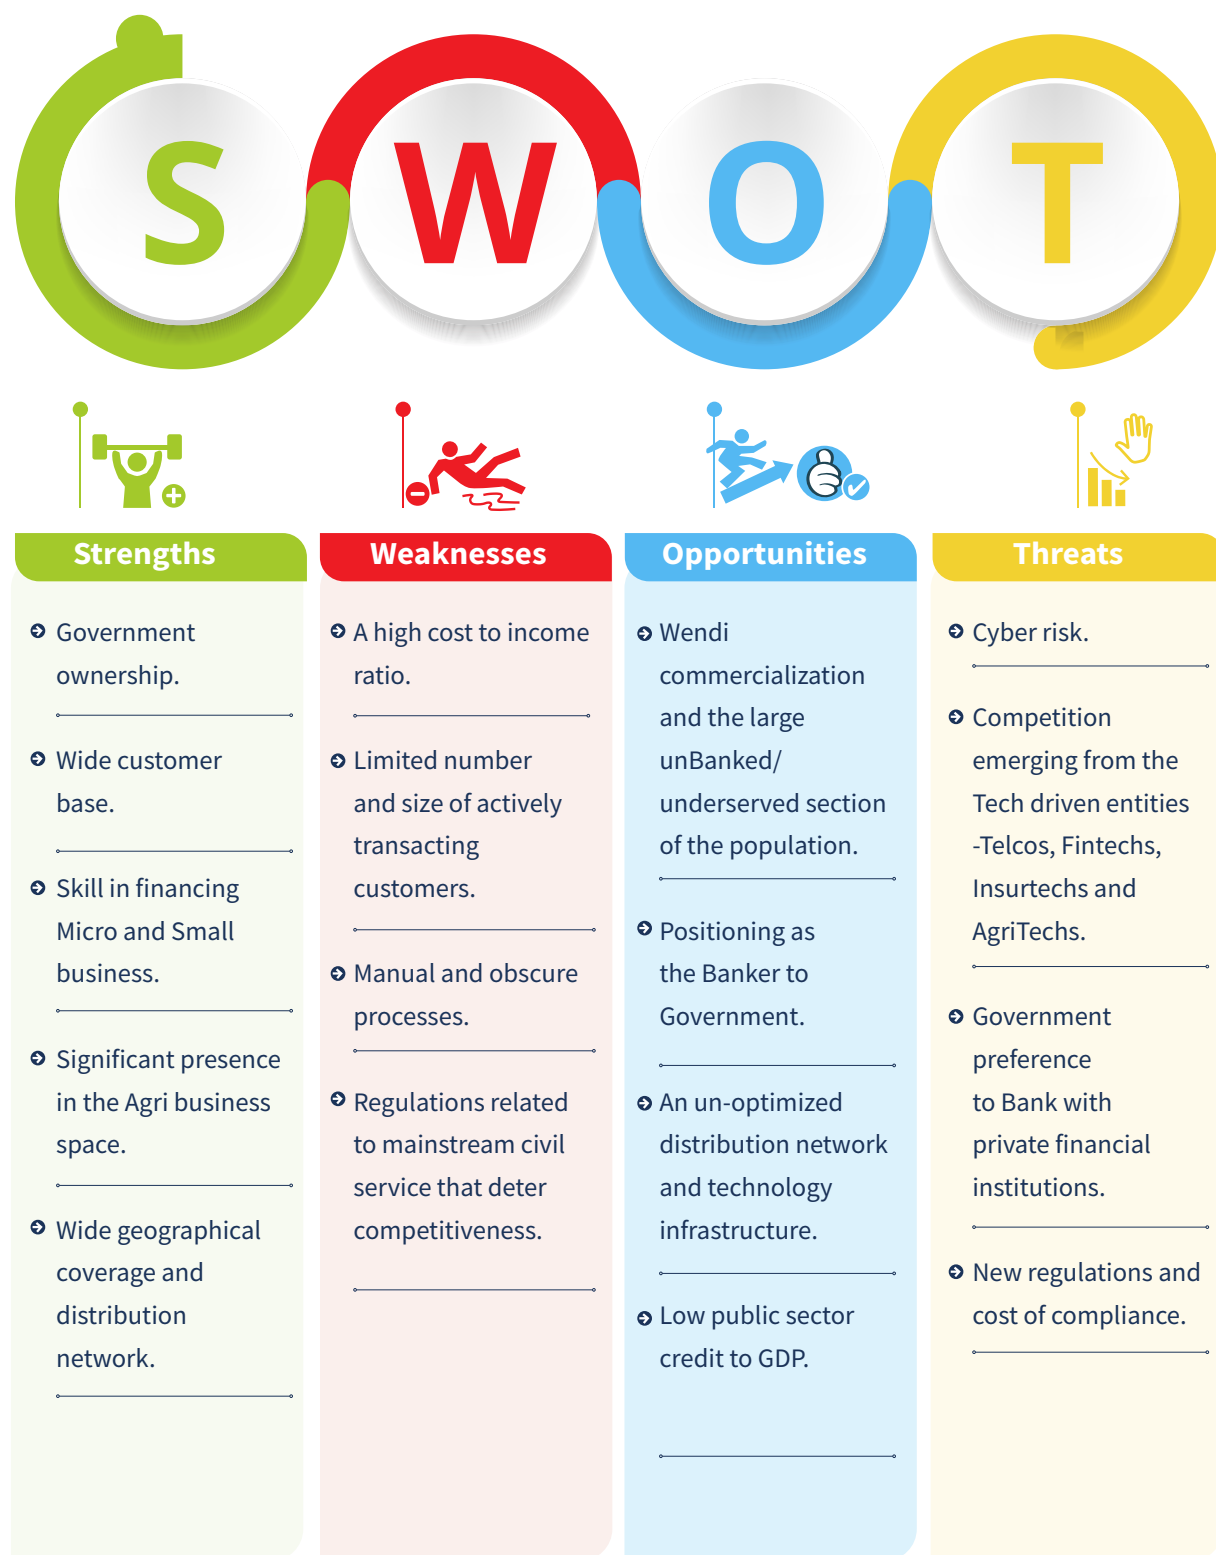 S W O T
Strengths
Government
ownership.
Wide customer
base.
Skill in financing
Micro and Small
business.
Significant presence
in the Agri business
space.
Wide geographical
coverage and
distribution
network.
Weaknesses
A high cost to income
ratio.
Limited number
and size of actively
transacting
customers.
Manual and obscure
processes.
Regulations related
to mainstream civil
service that deter
competitiveness.
Opportunities
Wendi
commercialization
and the large
unBanked/
underserved section
of the population.
Positioning as
the Banker to
Government.
An un-optimized
distribution network
and technology
infrastructure.
Low public sector
credit to GDP.
Threats
Cyber risk.
Competition
emerging from the
Tech driven entities
-Telcos, Fintechs,
Insurtechs and
AgriTechs.
Government
preference
to Bank with
private financial
institutions.
New regulations and
cost of compliance.